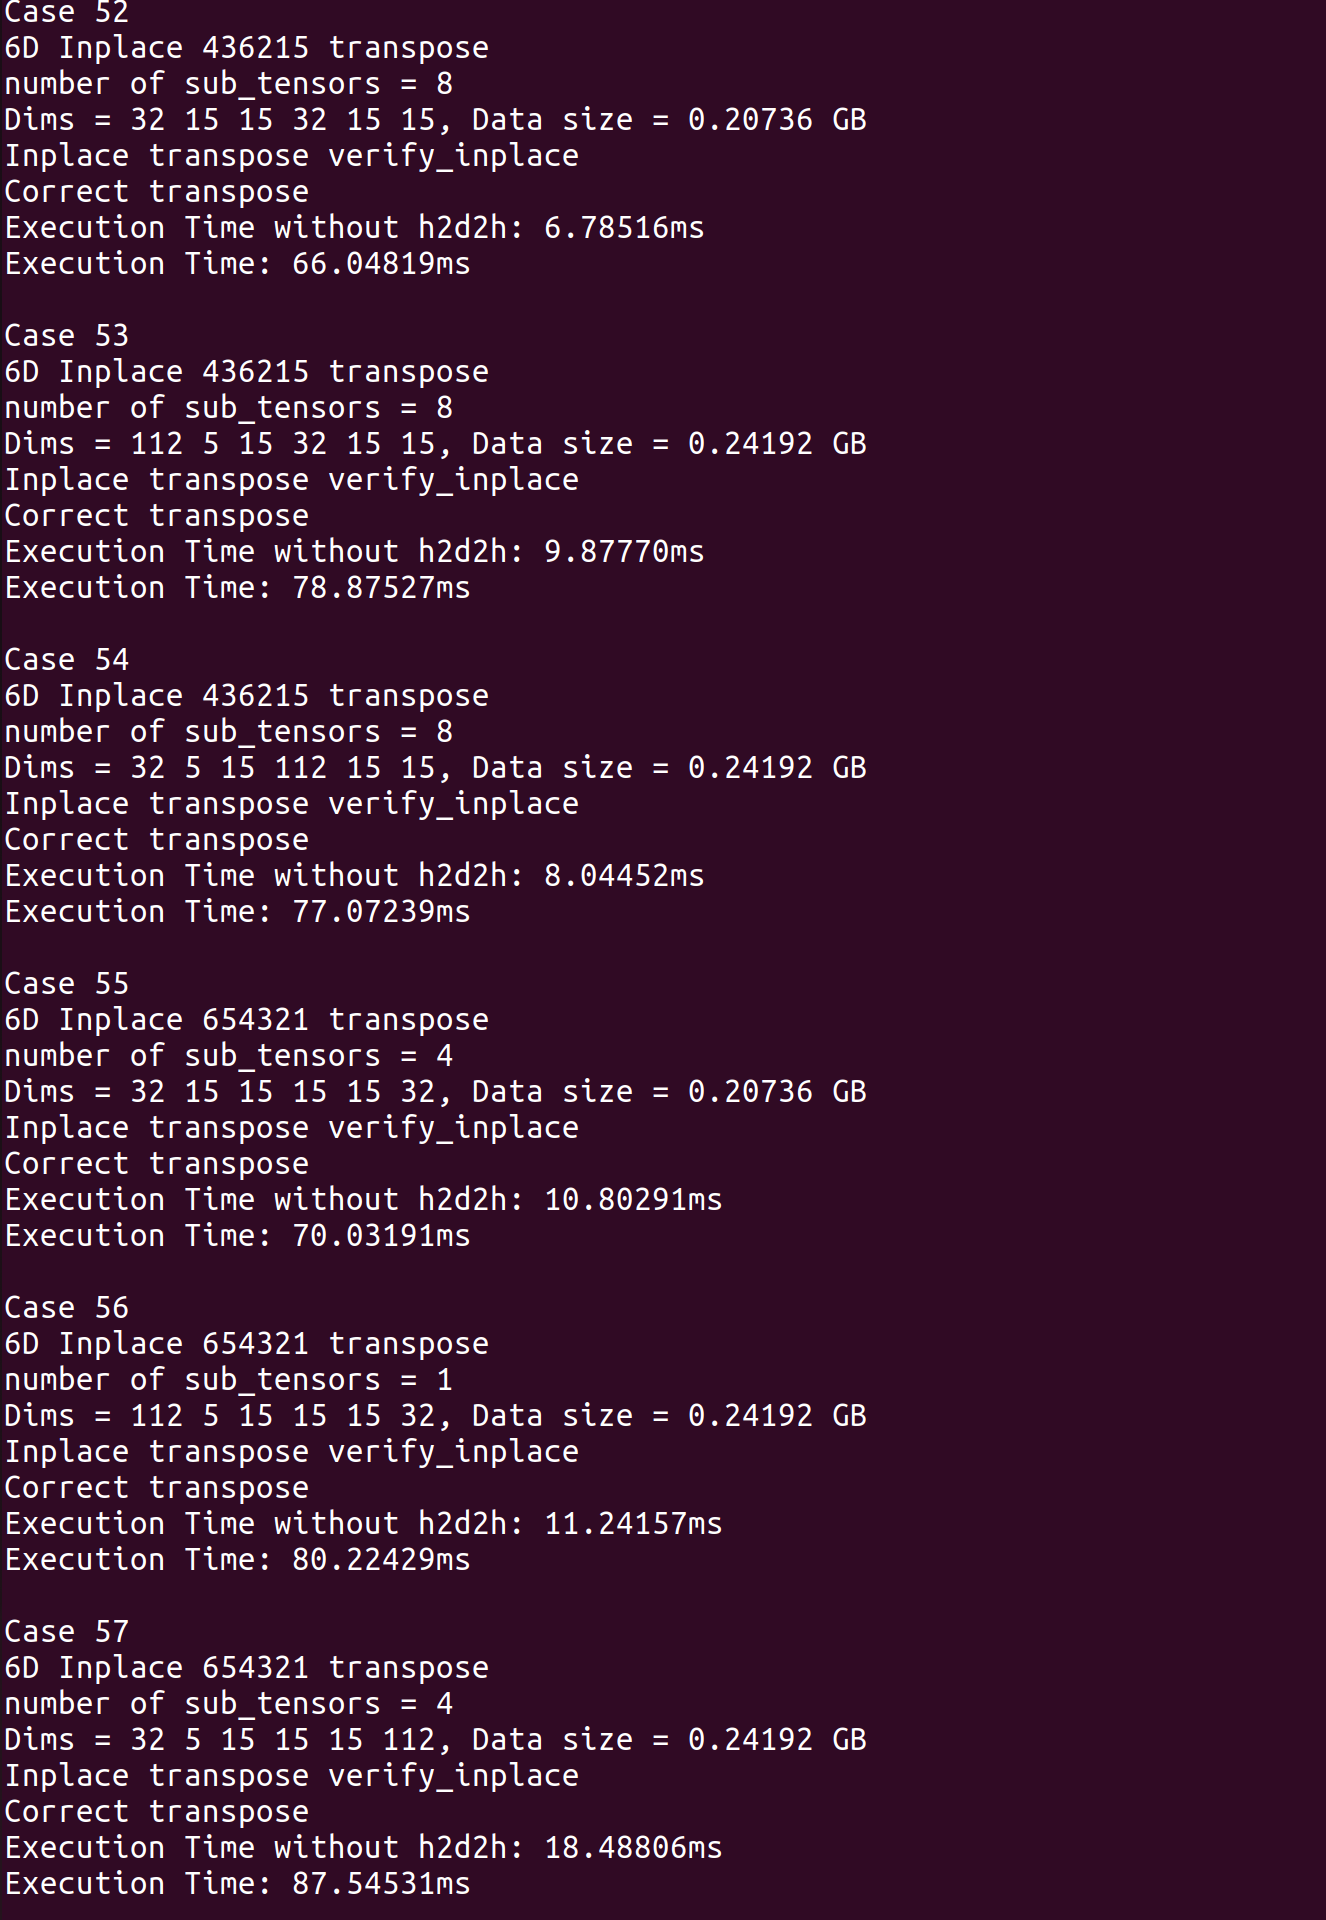 Case 52
6D Inplace 436215 transpose
number of sub_tensors = 8
Dims = 32 15 15 32 15 15, Data size = 0.20736 GB
Inplace transpose verify_inplace
Correct transpose
Execution Time without h2d2h: 6.78516ms
Execution Time: 66.04819ms

Case 53
6D Inplace 436215 transpose
number of sub_tensors = 8
Dims = 112 5 15 32 15 15, Data size = 0.24192 GB
Inplace transpose verify_inplace
Correct transpose
Execution Time without h2d2h: 9.87770ms
Execution Time: 78.87527ms

Case 54
6D Inplace 436215 transpose
number of sub_tensors = 8
Dims = 32 5 15 112 15 15, Data size = 0.24192 GB
Inplace transpose verify_inplace
Correct transpose
Execution Time without h2d2h: 8.04452ms
Execution Time: 77.07239ms

Case 55
6D Inplace 654321 transpose
number of sub_tensors = 4
Dims = 32 15 15 15 15 32, Data size = 0.20736 GB
Inplace transpose verify_inplace
Correct transpose
Execution Time without h2d2h: 10.80291ms
Execution Time: 70.03191ms

Case 56
6D Inplace 654321 transpose
number of sub_tensors = 1
Dims = 112 5 15 15 15 32, Data size = 0.24192 GB
Inplace transpose verify_inplace
Correct transpose
Execution Time without h2d2h: 11.24157ms
Execution Time: 80.22429ms

Case 57
6D Inplace 654321 transpose
number of sub_tensors = 4
Dims = 32 5 15 15 15 112, Data size = 0.24192 GB
Inplace transpose verify_inplace
Correct transpose
Execution Time without h2d2h: 18.48806ms
Execution Time: 87.54531ms